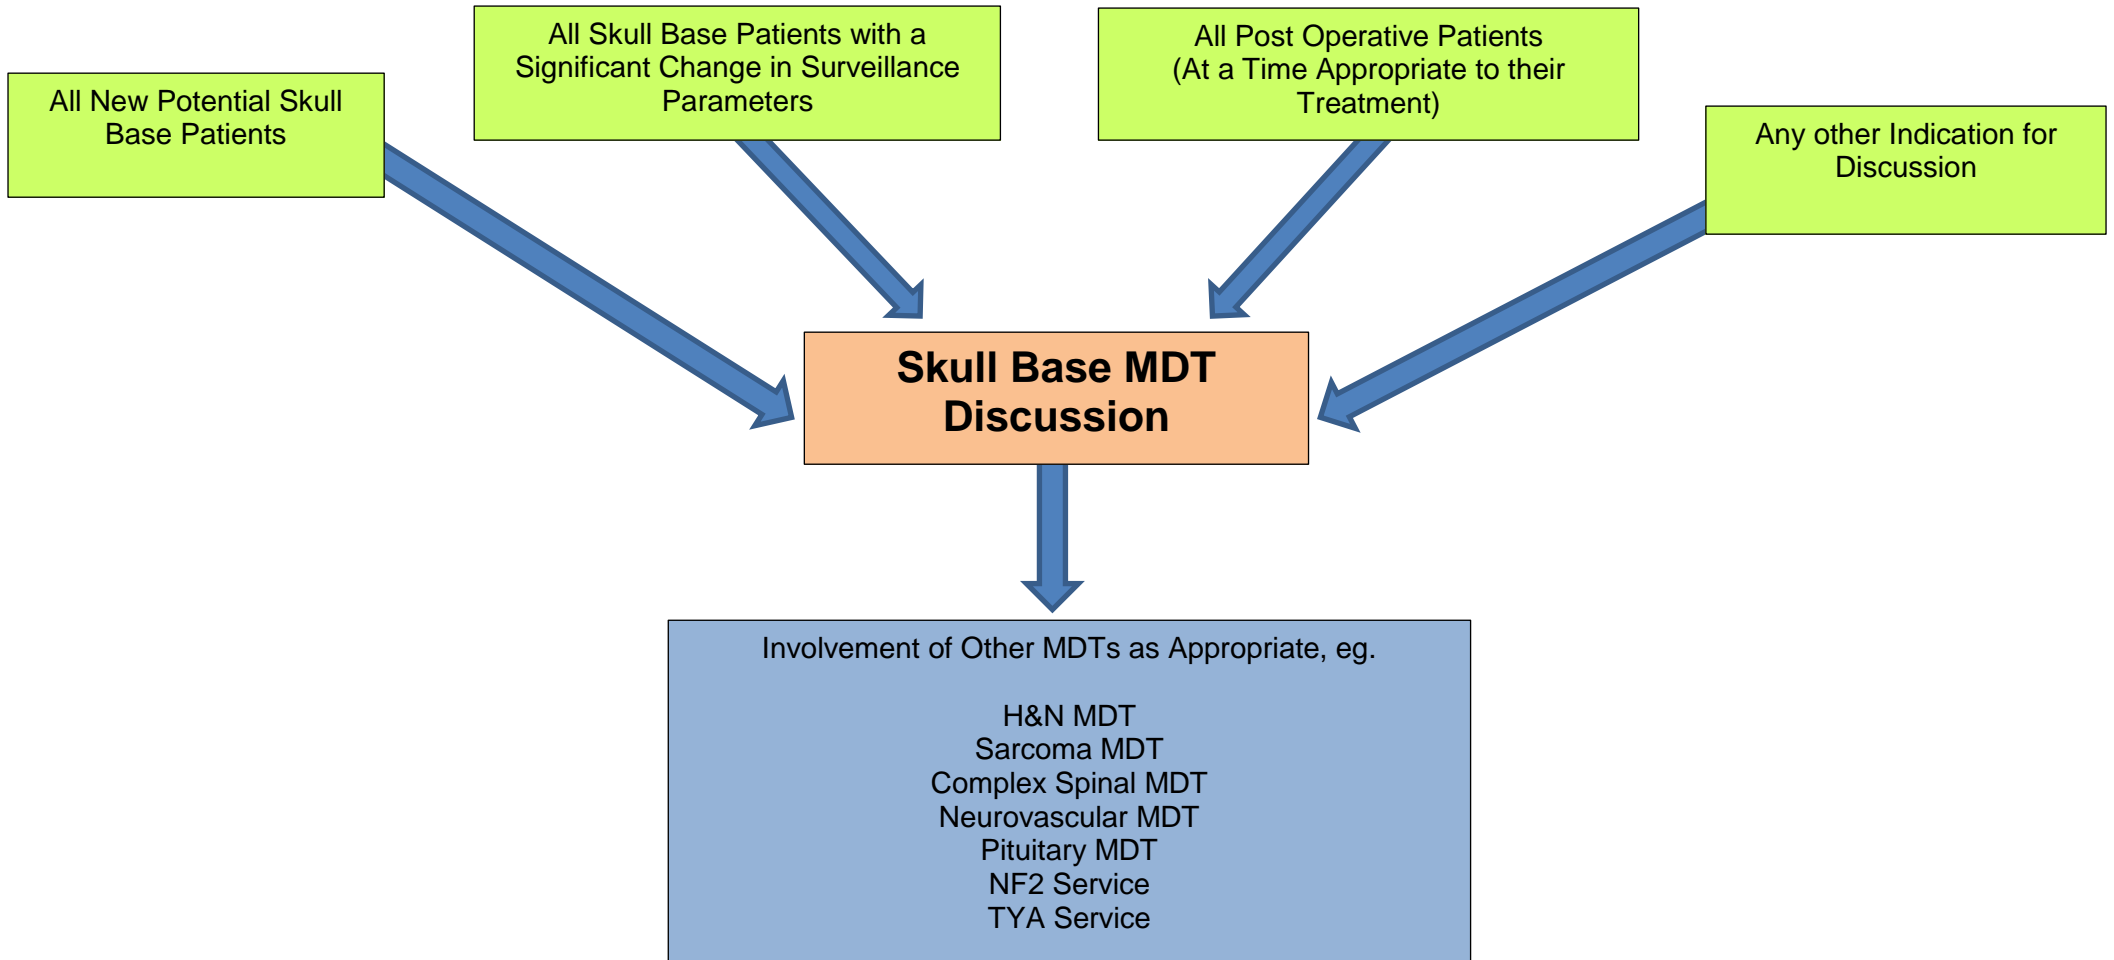 All New Potential Skull
Base Patients
All Skull Base Patients with a
Significant Change in Surveillance
Parameters
All Post Operative Patients
(At a Time Appropriate to their
Treatment)
Any other Indication for
Discussion
Skull Base MDT
Discussion
Involvement of Other MDTs as Appropriate, eg.
H&N MDT
Sarcoma MDT
Complex Spinal MDT
Neurovascular MDT
Pituitary MDT
NF2 Service
TYA Service